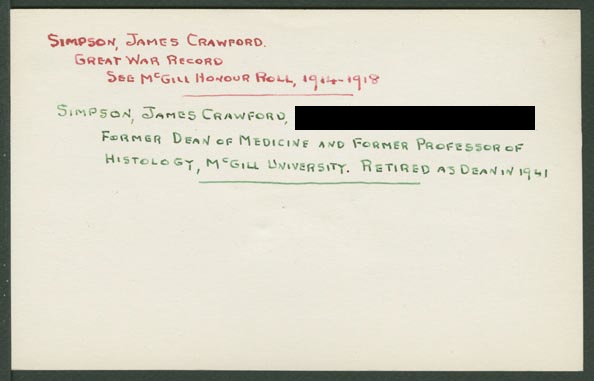 SIMPSON, JAMES CRAWFORD.
GREAT WAR RECORD
SEE McGILL HONOUR ROLL, 1914-1918
SIMPSON, JAMES CRAWFORD,
FORMER DEAN OF MEDICINE AND FORMER PROFESSOR OF
HISTOLOGY, McGILL UNIVERSITY. RETIRED AS DEAN IN 1941